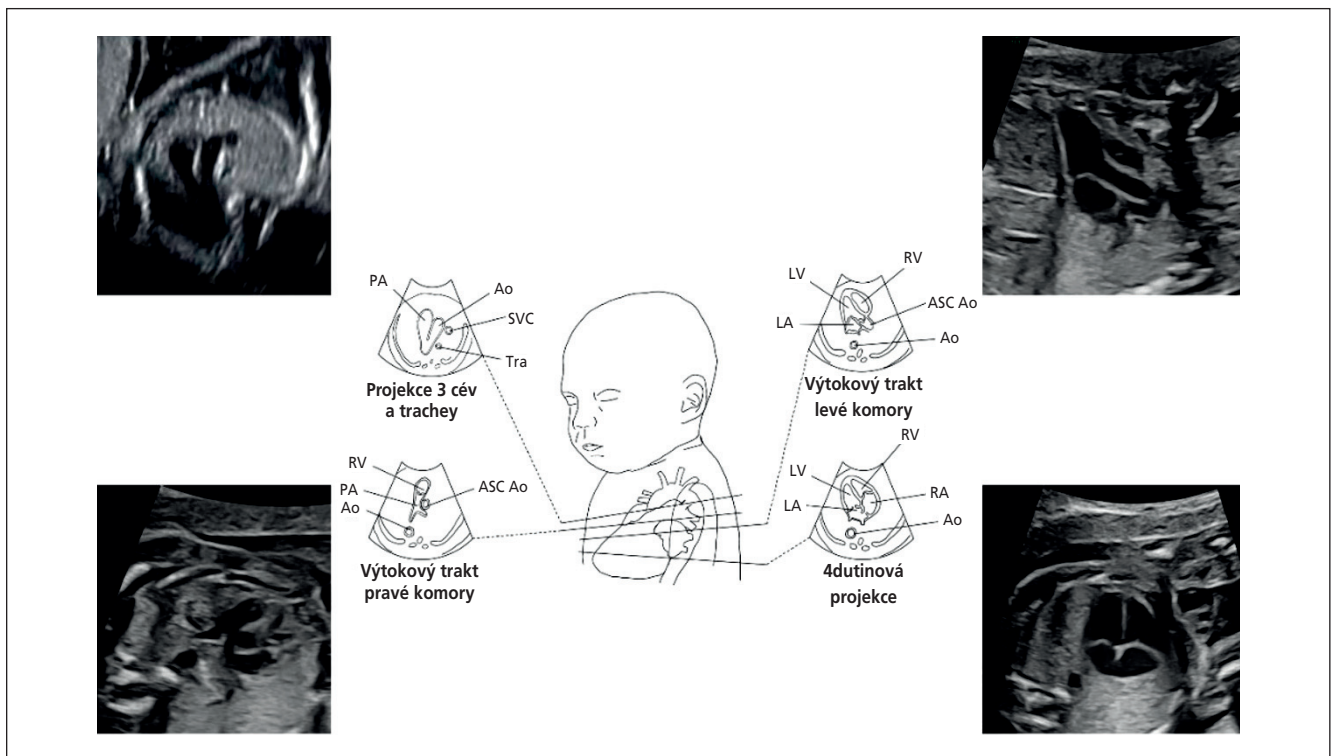 PA
Ao
SVC
Tra
Projekce 3 cév
a trachey
LV
RV
ASC Ao
LA
Ao
Výtokový trakt
levé komory
RV
PA
ASC Ao
Ao
Výtokový trakt
pravé komory
RV
LV
RA
LA
Ao
4dutinová
projekce